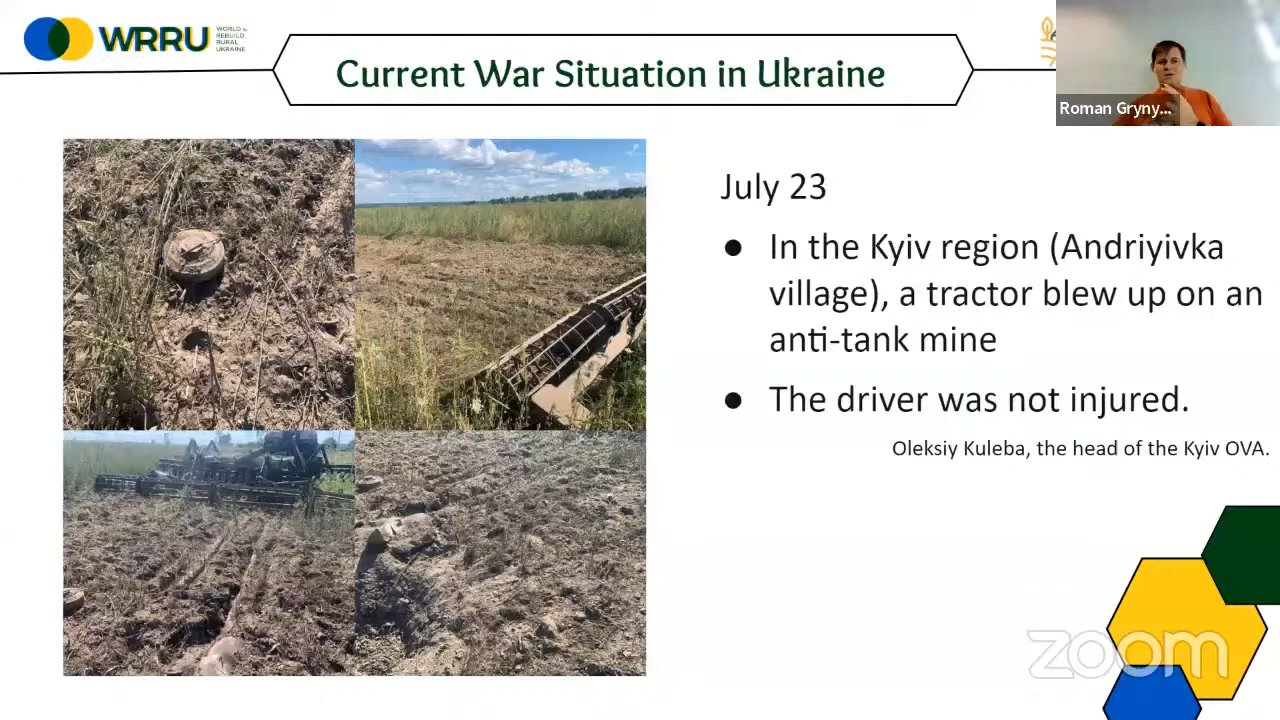 WRRU
WORLD to
REBUILD
RURAL
UKRAINE
Current War Situation in Ukraine
Roman Gryny...
July 23
● In the Kyiv region (Andriyivka
village), a tractor blew up on an
anti-tank mine
● The driver was not injured.
Oleksiy Kuleba, the head of the Kyiv OVA.
zoom